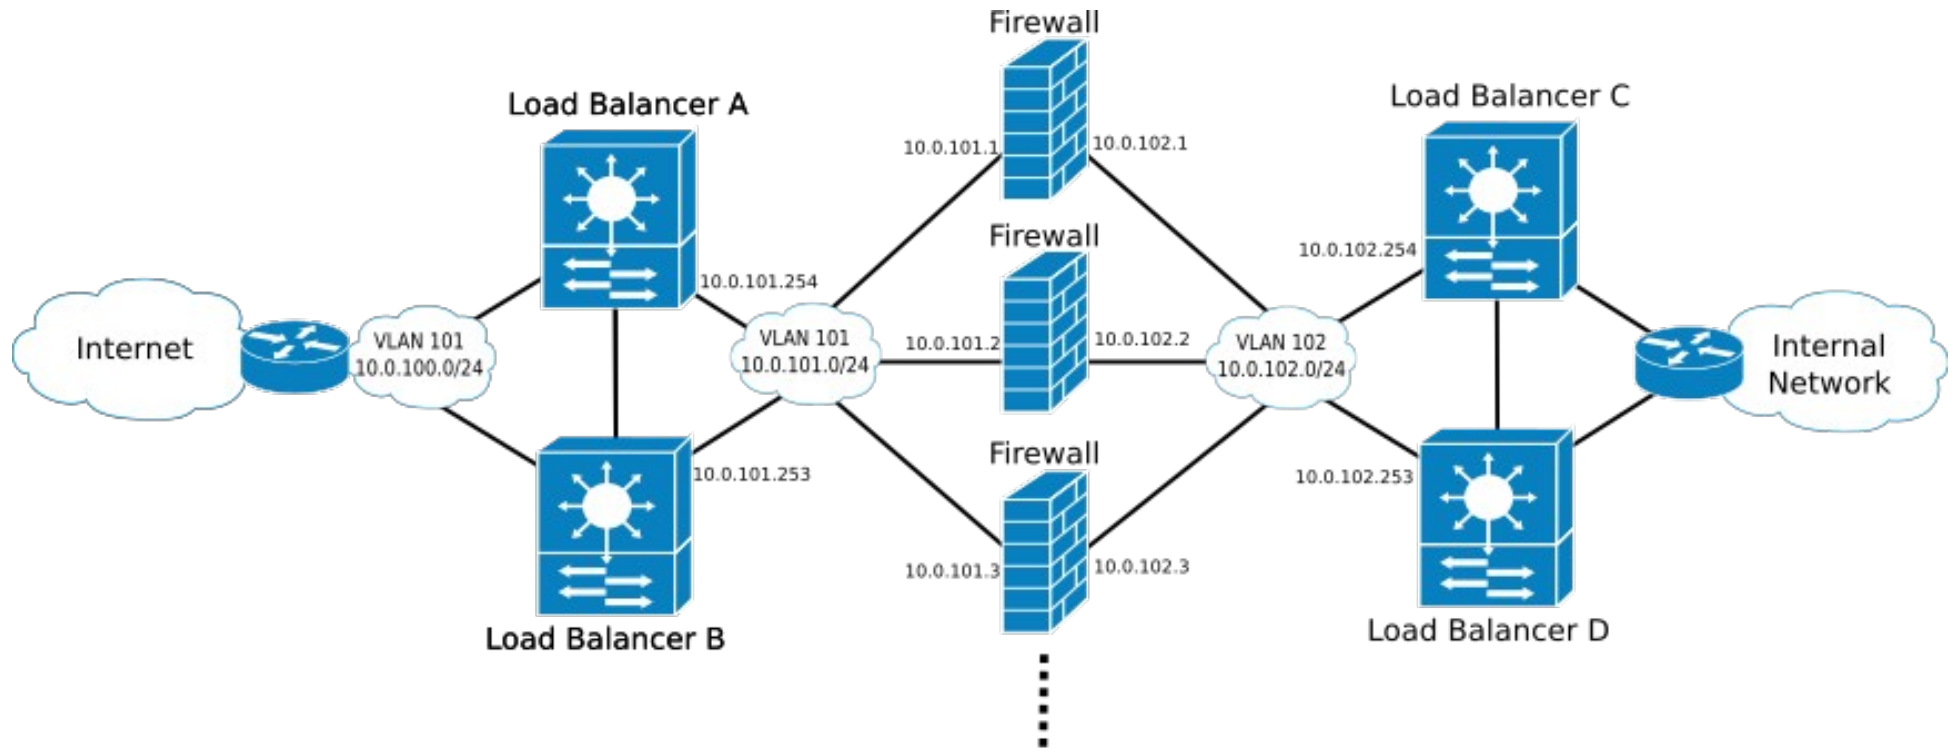 Firewall
Load Balancer A
Load Balancer C
10.0.101.1
10.0.102.1
Firewall
10.0.101.254
10.0.102.254
Internet
VLAN 101
10.0.100.0/24
VLAN 101
10.0.101.0/24
10.0.101.2
10.0.102.2
VLAN 102
10.0.102.0/24
Internal
Network
Firewall
10.0.101.253
10.0.102.253
10.0.101.3
10.0.102.3
Load Balancer B
Load Balancer D